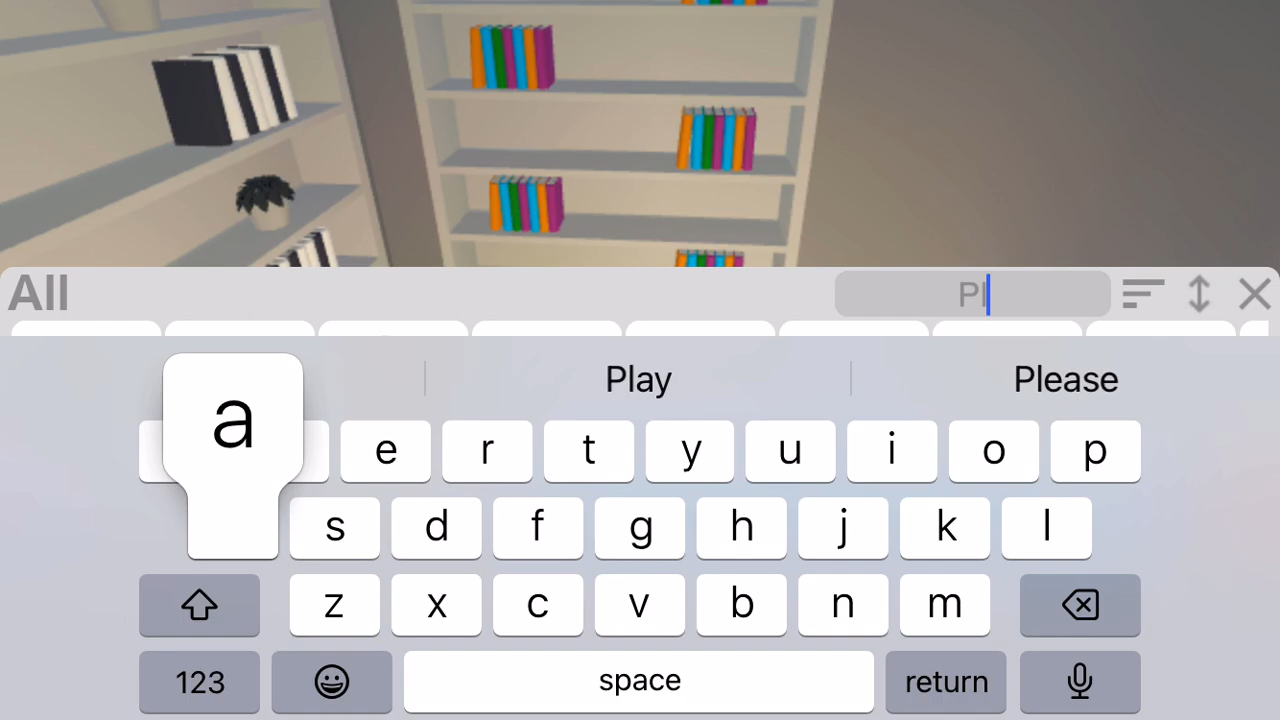 All
Pl
Play Please
a
e r t y u i o p
s d f g h j k l
z x c v b n m
123 space return